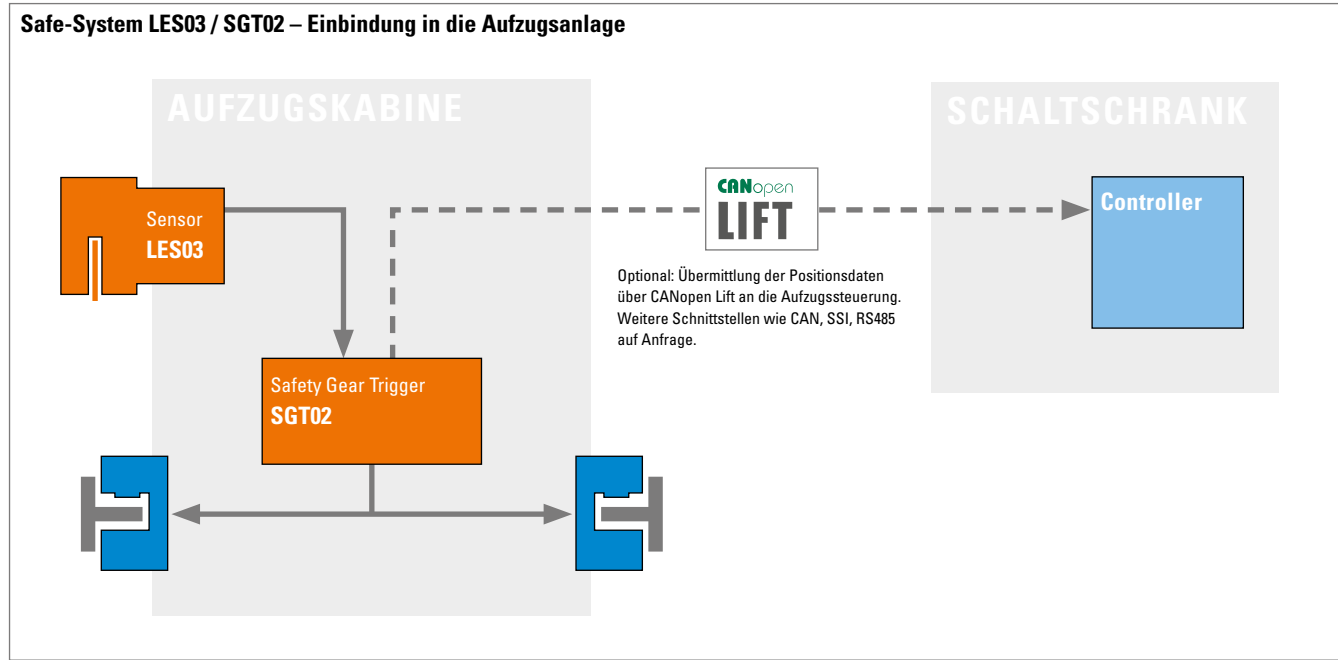 Safe-System LES03 / SGT02 – Einbindung in die Aufzugsanlage
AUFZUGSKABINE
SCHALTSCHRANK
Sensor
LES03
CANopen
LIFT
Controller
Optional: Übermittlung der Positionsdaten
über CANopen Lift an die Aufzugssteuerung.
Weitere Schnittstellen wie CAN, SSI, RS485
auf Anfrage.
Safety Gear Trigger
SGT02